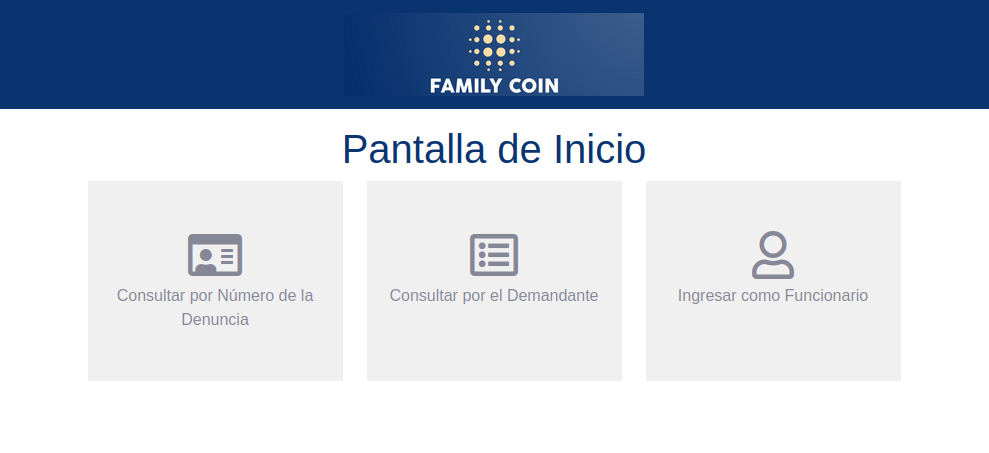 FAMILY COIN
Pantalla de Inicio
Consultar por Número de la
Denuncia
Consultar por el Demandante
Ingresar como Funcionario